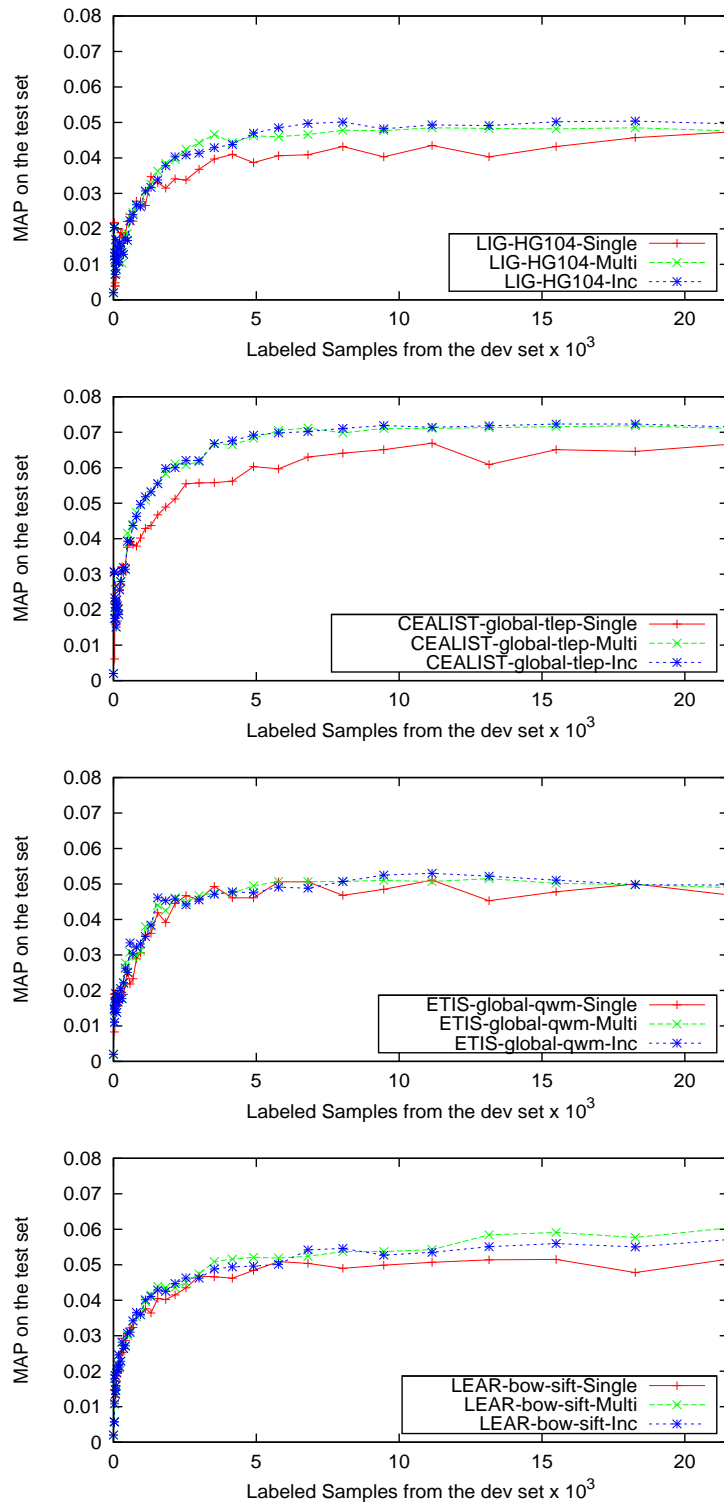 0.08
0.07
0.06
0.05
0.04
0.03
0.02
0.01
0
MAP on the test set
LIG-HG104-Single
LIG-HG104-Multi
LIG-HG104-Inc
0 5 10 15 20
Labeled Samples from the dev set x 10^3
0.08
0.07
0.06
0.05
0.04
0.03
0.02
0.01
0
MAP on the test set
CEALIST-global-tlep-Single
CEALIST-global-tlep-Multi
CEALIST-global-tlep-Inc
0 5 10 15 20
Labeled Samples from the dev set x 10^3
0.08
0.07
0.06
0.05
0.04
0.03
0.02
0.01
0
MAP on the test set
ETIS-global-qwm-Single
ETIS-global-qwm-Multi
ETIS-global-qwm-Inc
0 5 10 15 20
Labeled Samples from the dev set x 10^3
0.08
0.07
0.06
0.05
0.04
0.03
0.02
0.01
0
MAP on the test set
LEAR-bow-sift-Single
LEAR-bow-sift-Multi
LEAR-bow-sift-Inc
0 5 10 15 20
Labeled Samples from the dev set x 10^3